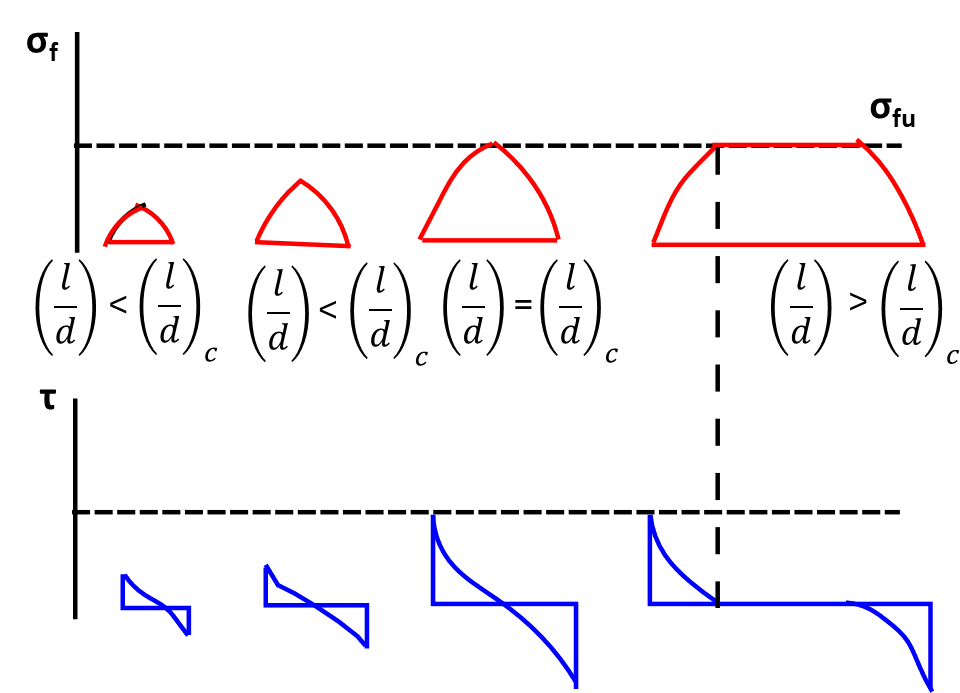 σf
σfu
(l/d) < (l/d)c
(l/d) < (l/d)c
(l/d) = (l/d)c
(l/d) > (l/d)c
τ